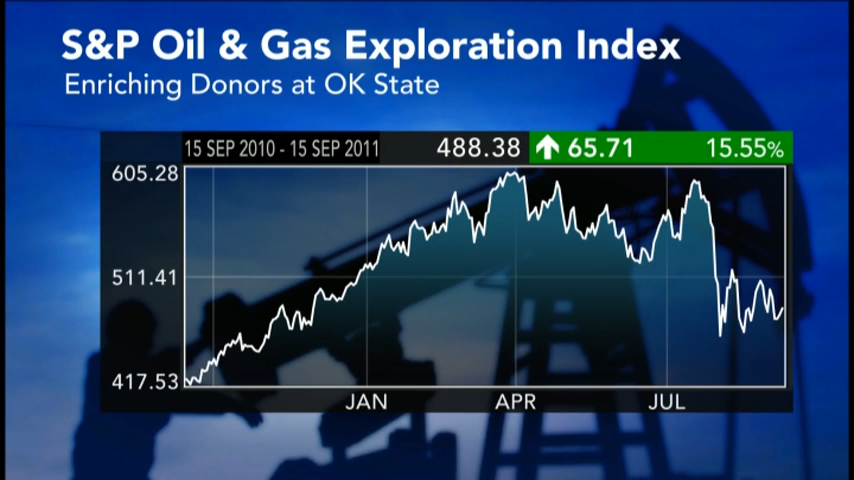 S&P Oil & Gas Exploration Index
Enriching Donors at OK State
15 SEP 2010 - 15 SEP 2011 488.38 65.71 15.55%
605.28
511.41
417.53
JAN APR JUL